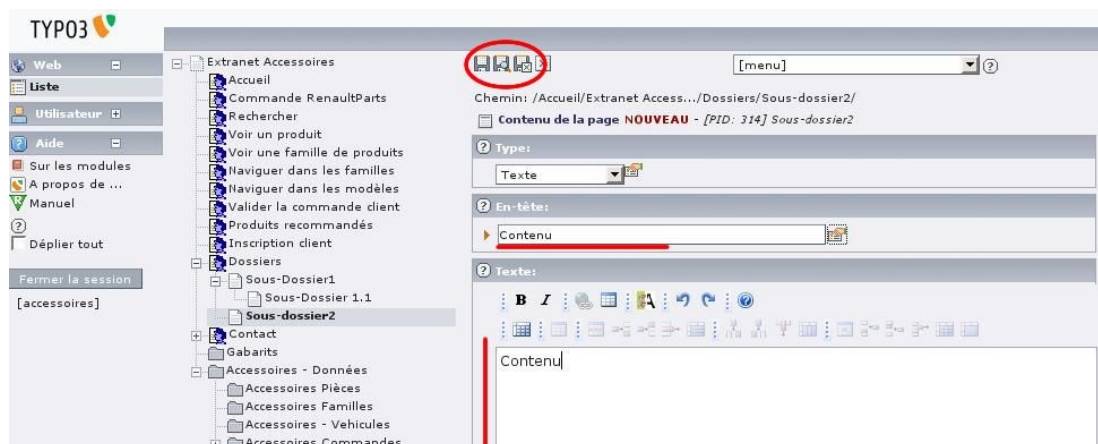 TYPO3
Web
Liste
Utilisateur
Aide
Sur les modules
A propos de ...
Manuel
Déplier tout
Fermer la session
[accessoires]
Extranet Accessoires
Accueil
Commande RenaultParts
Rechercher
Voir un produit
Voir une famille de produits
Naviguer dans les familles
Naviguer dans les modèles
Valider la commande client
Produits recommandés
Inscription client
Dossiers
Sous-Dossier1
Sous-Dossier 1.1
Sous-dossier2
Contact
Gabarits
Accessoires - Données
Accessoires Pièces
Accessoires Familles
Accessoires - Vehicules
Accessoires Commandes
[menu]
Chemin: /Accueil/Extranet Access.../Dossiers/Sous-dossier2/
Contenu de la page NOUVEAU - [PID: 314] Sous-dossier2
Type:
Texte
En-tête:
Contenu
Texte:
B I
Contenu